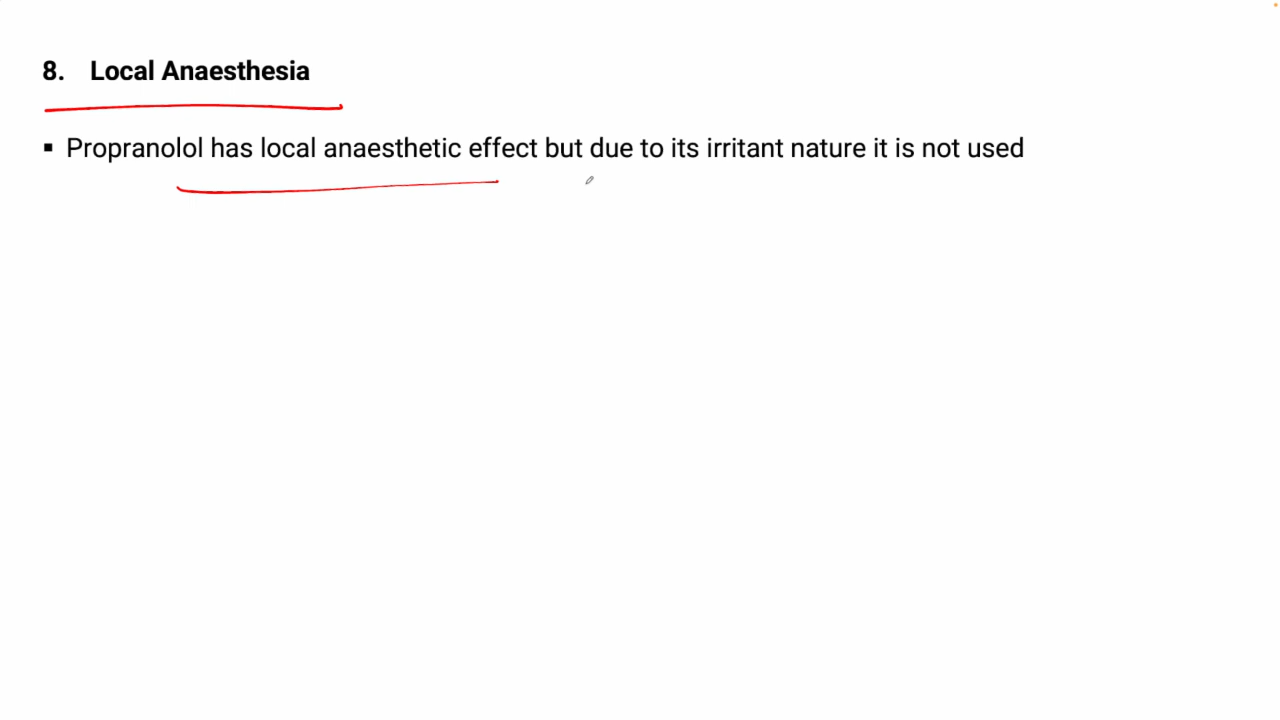 8. Local Anaesthesia
▪ Propranolol has local anaesthetic effect but due to its irritant nature it is not used